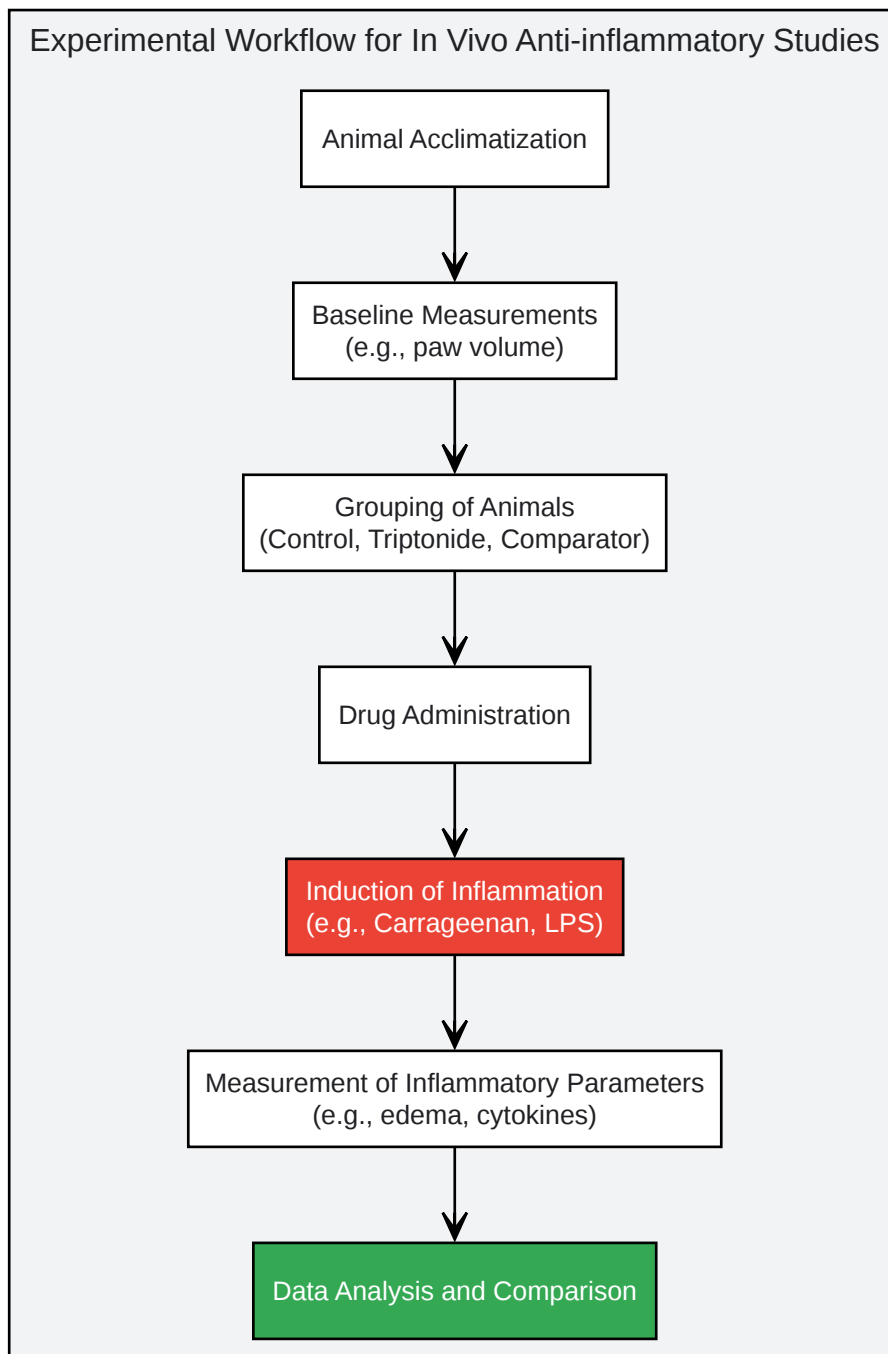 Experimental Workflow for In Vivo Anti-inflammatory Studies
Animal Acclimatization
Baseline Measurements
(e.g., paw volume)
Grouping of Animals
(Control, Triptonide, Comparator)
Drug Administration
Induction of Inflammation
(e.g., Carrageenan, LPS)
Measurement of Inflammatory Parameters
(e.g., edema, cytokines)
Data Analysis and Comparison